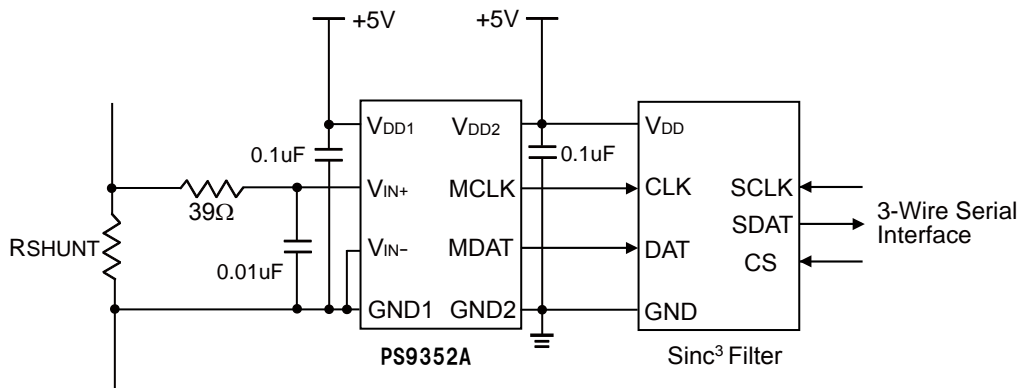 +5V
+5V
VDD1
VDD2
VDD
0.1uF
0.1uF
VIN+
MCLK
CLK
SCLK
39Ω
3-Wire Serial
Interface
SDAT
RSHUNT
VIN−
MDAT
DAT
0.01uF
CS
GND1
GND2
GND
PS9352A
Sinc³ Filter